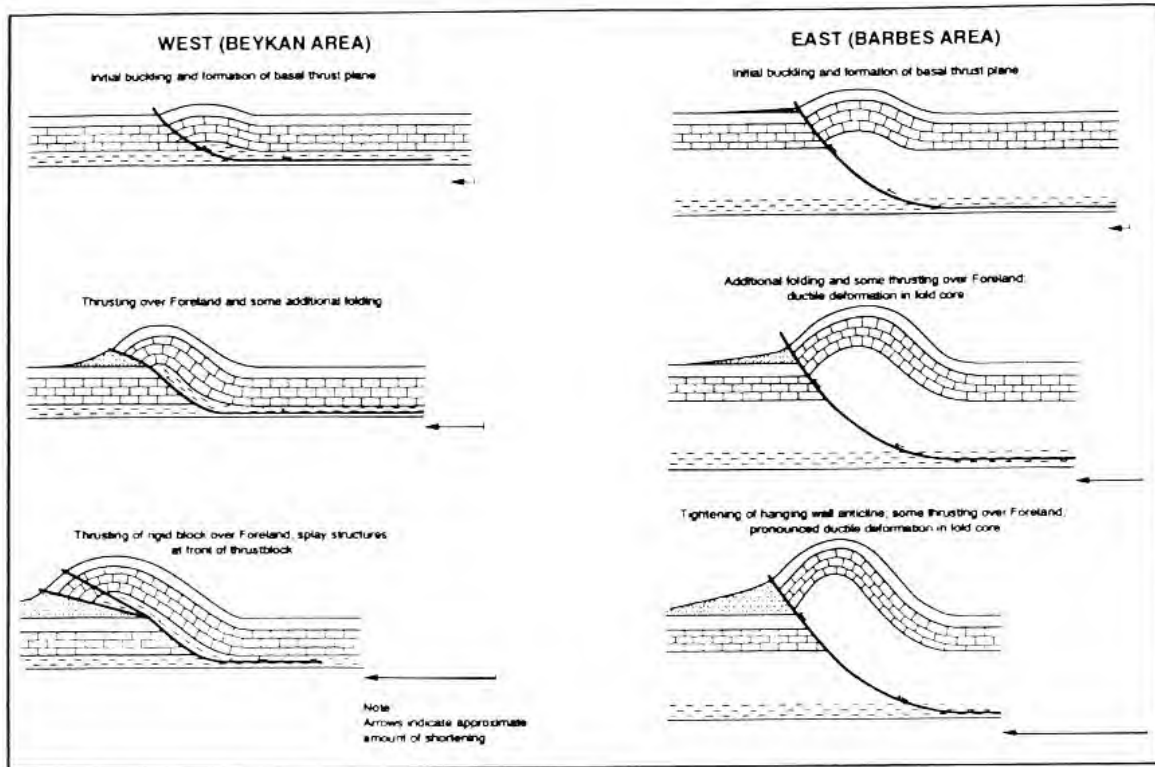 WEST (BEYKAN AREA)
Initial buckling and formation of basal thrust plane
Thrusting over Foreland and some additional folding
Thrusting of rigid block over Foreland, splay structures
at front of thrustblock
Note
Arrows indicate approximate
amount of shortening
EAST (BARBES AREA)
Initial buckling and formation of basal thrust plane
Additional folding and some thrusting over Foreland;
ductile deformation in fold core
Tightening of hanging wall anticline; some thrusting over Foreland,
pronounced ductile deformation in fold core